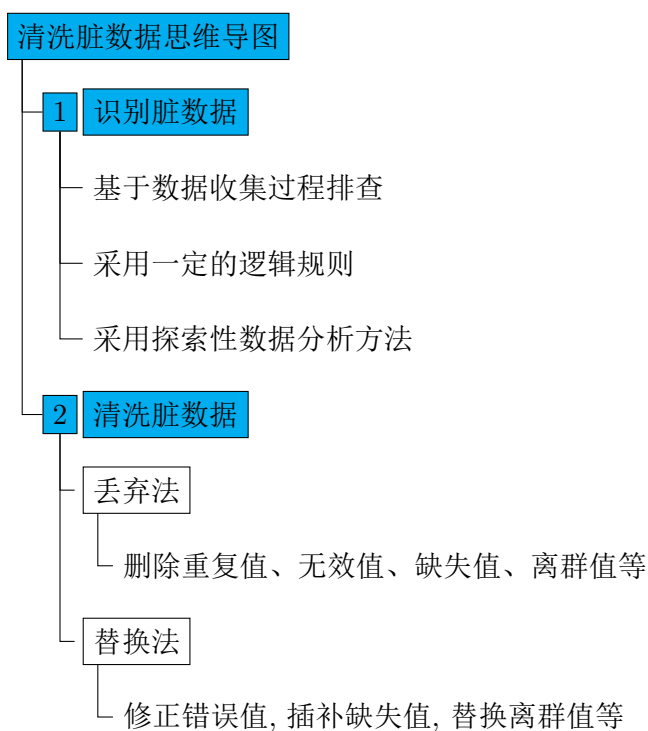 清洗脏数据思维导图
1 识别脏数据
基于数据收集过程排查
采用一定的逻辑规则
采用探索性数据分析方法
2 清洗脏数据
丢弃法
删除重复值、无效值、缺失值、离群值等
替换法
修正错误值, 插补缺失值, 替换离群值等